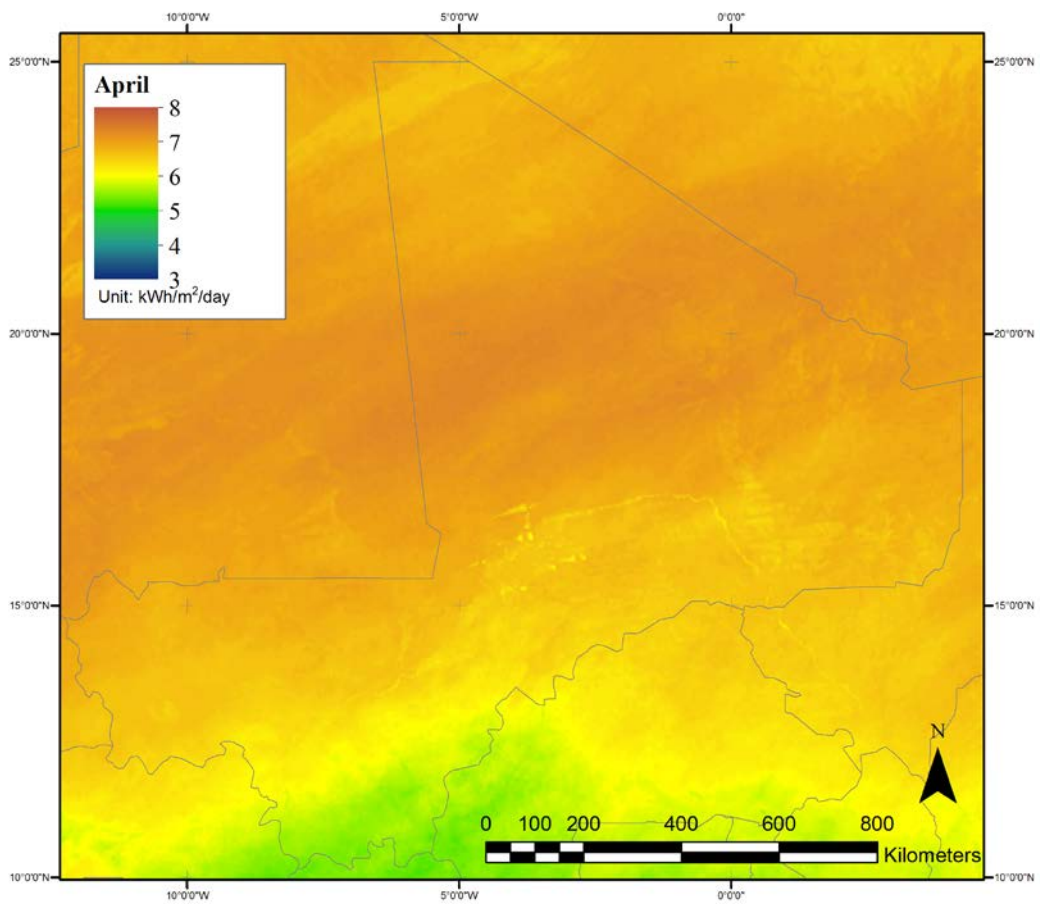 10°0'0"W 5°0'0"W 0°0'0"
25°0'0"N 25°0'0"N
April
8
7
6
5
4
3
Unit: kWh/m²/day
20°0'0"N 20°0'0"N
15°0'0"N 15°0'0"N
N
0 100 200 400 600 800
Kilometers
10°0'0"N 10°0'0"N
10°0'0"W 5°0'0"W 0°0'0"